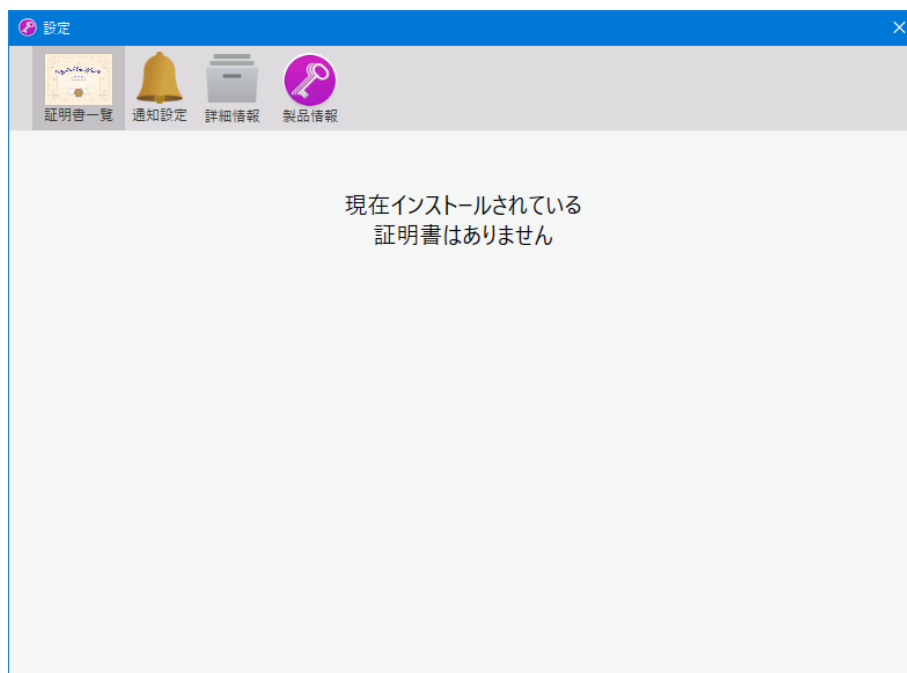 設定
証明書一覧
通知設定
詳細情報
製品情報
現在インストールされている
証明書はありません